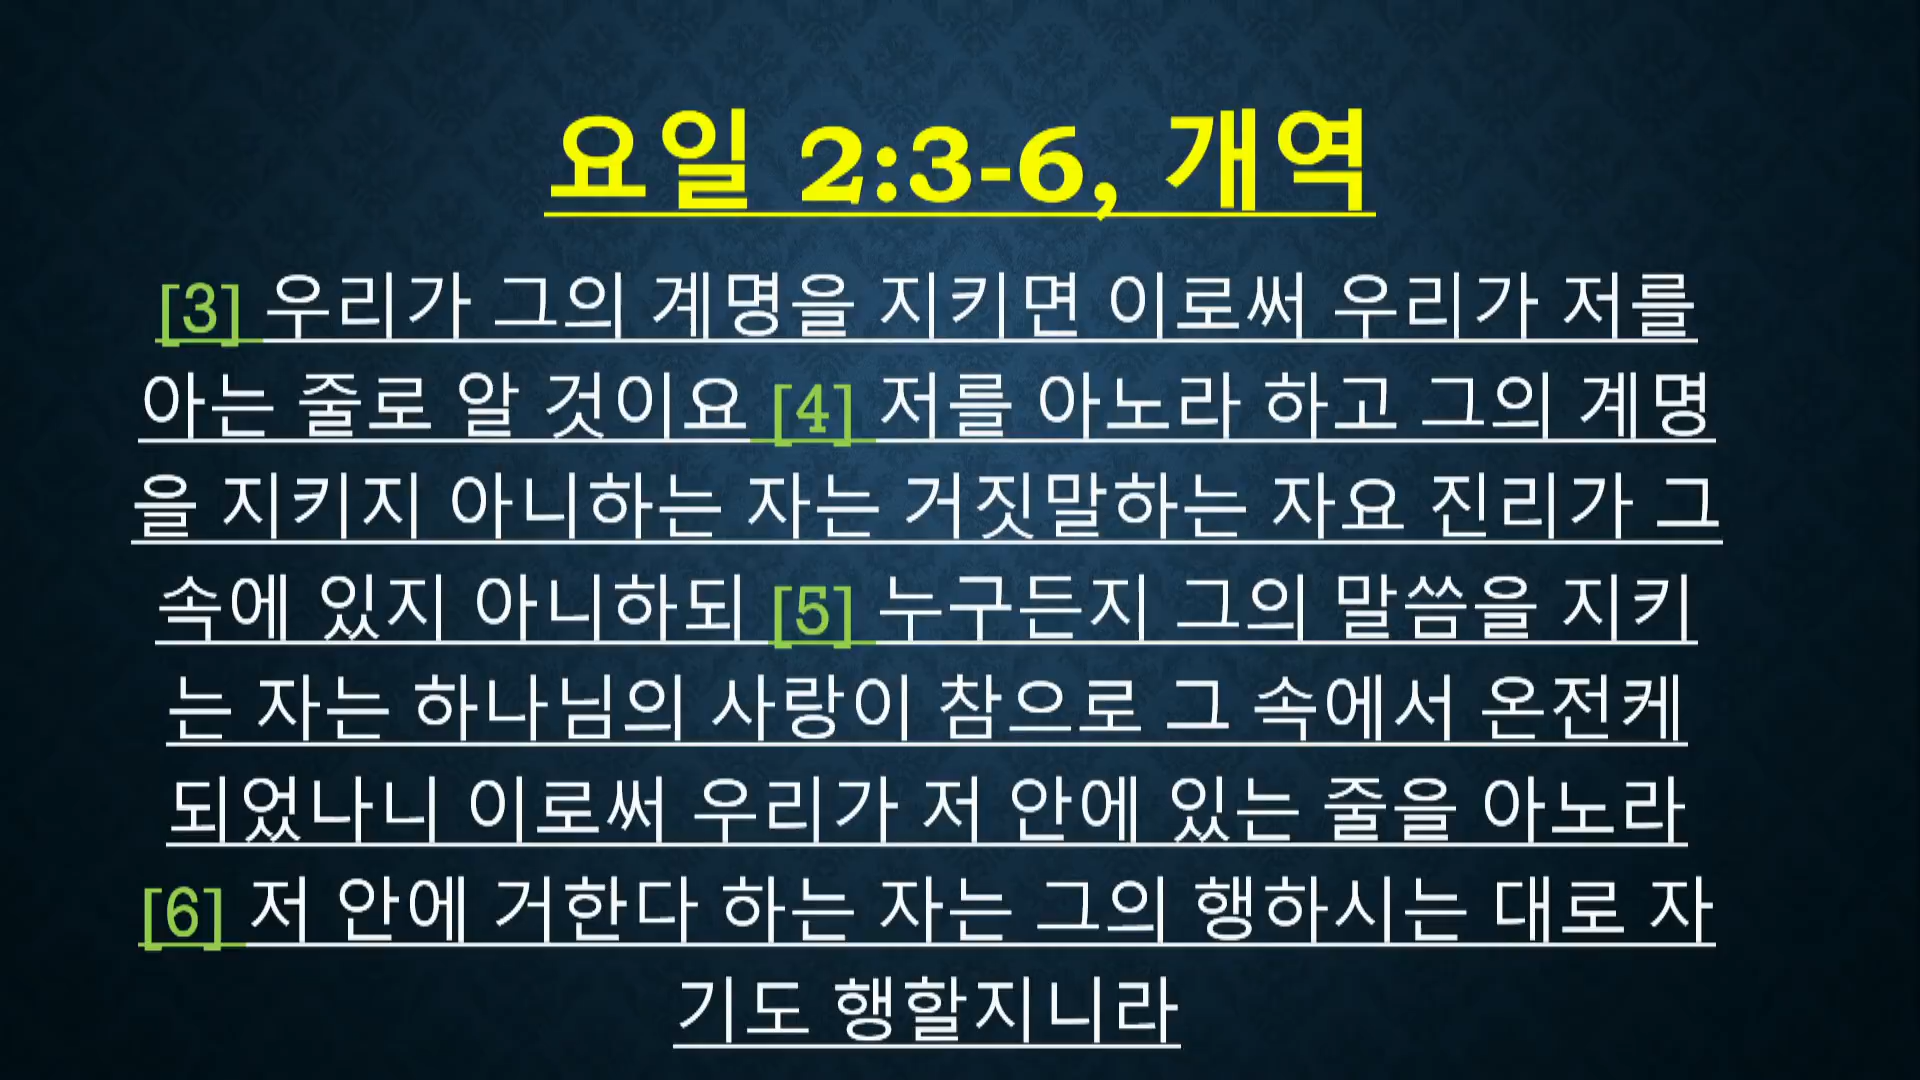 요일 2:3-6, 개역
[3] 우리가 그의 계명을 지키면 이로써 우리가 저를
아는 줄로 알 것이요 [4] 저를 아노라 하고 그의 계명
을 지키지 아니하는 자는 거짓말하는 자요 진리가 그
속에 있지 아니하되 [5] 누구든지 그의 말씀을 지키
는 자는 하나님의 사랑이 참으로 그 속에서 온전케
되었나니 이로써 우리가 저 안에 있는 줄을 아노라
[6] 저 안에 거한다 하는 자는 그의 행하시는 대로 자
기도 행할지니라